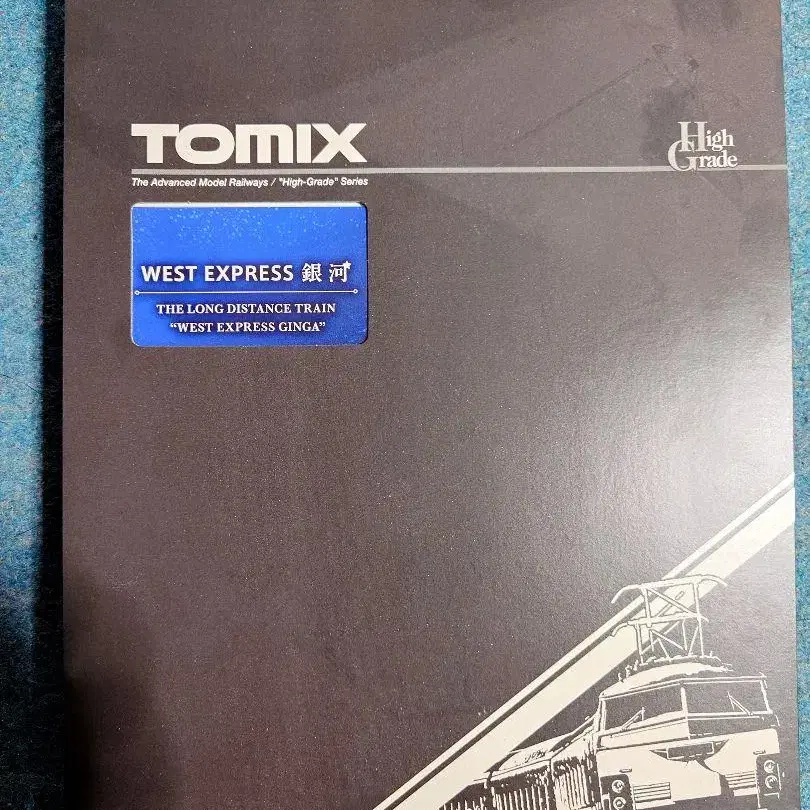 TOMIX
High
Grade
The Advanced Model Railways / "High-Grade" Series
WEST EXPRESS 銀河
THE LONG DISTANCE TRAIN
“WEST EXPRESS GINGA”